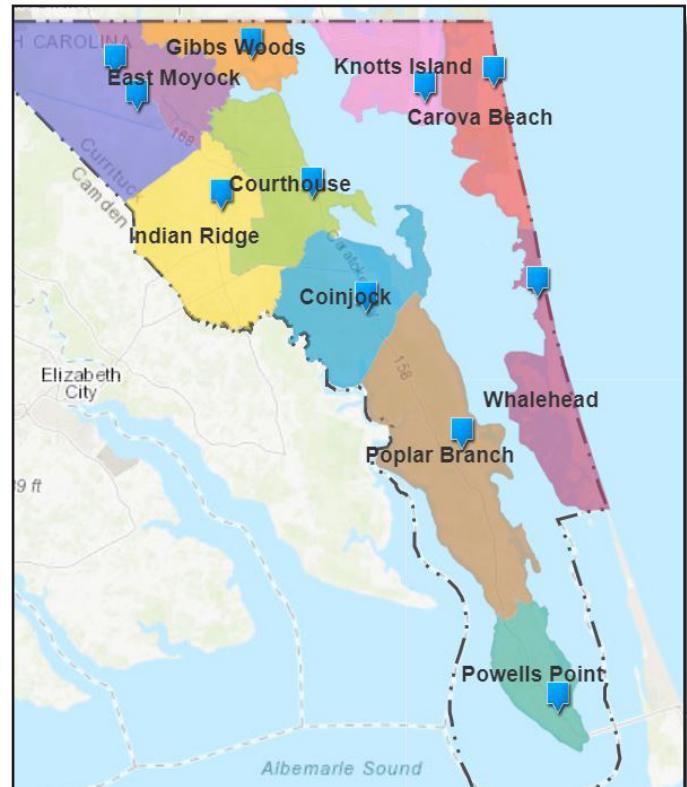 H CAROLINA
Gibbs Woods
East Moyock
Knotts Island
Carova Beach
168
Currituck
Camden
Courthouse
Indian Ridge
Coinjock
158
Elizabeth
City
Whalehead
Poplar Branch
39 ft
Powells Point
Albemarle Sound